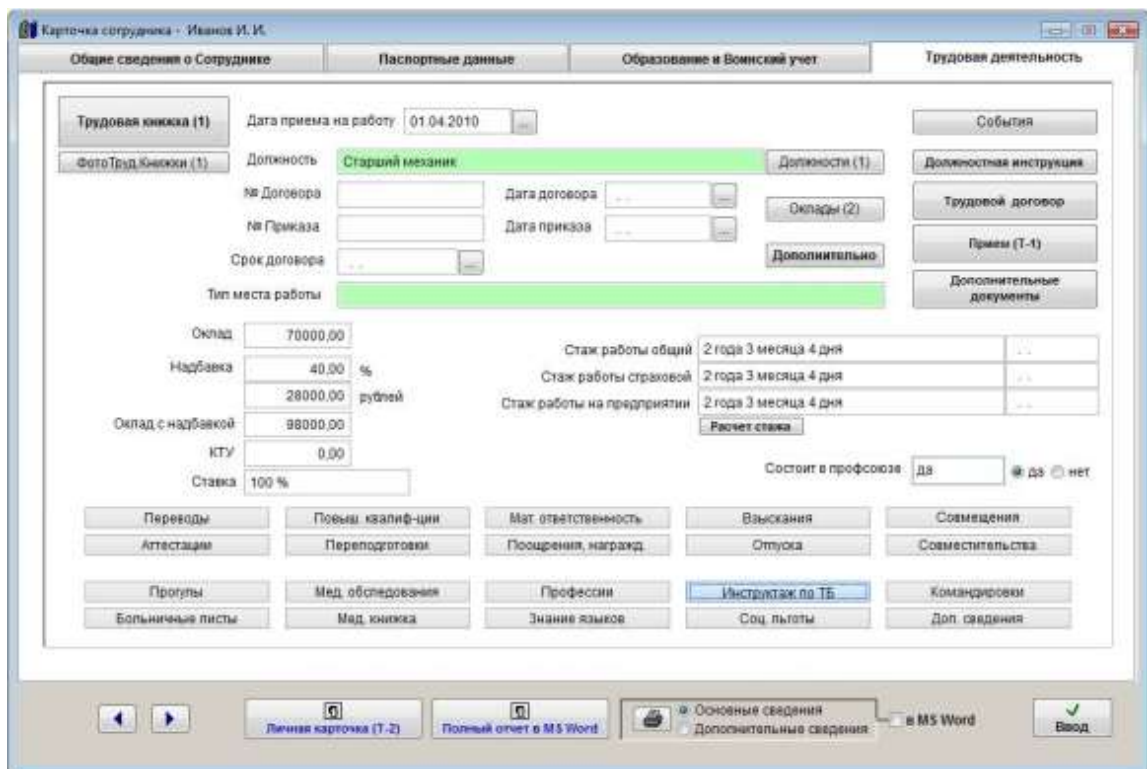 Карточка сотрудника - Иванов И. И.
Общие сведения о Сотруднике Паспортные данные Образование и Воинский учет Трудовая деятельность
Трудовая книжка (1) Дата приема на работу 01.04.2010 ... События
ФотоТруд.Книжки (1) Должность Старший механик Должности (1) Должностная инструкция
№ Договора Дата договора . . ... Оклады (2) Трудовой договор
№ Приказа Дата приказа . . ... Прием (Т-1)
Срок договора . . ... Дополнительно
Тип места работы Дополнительные документы
Оклад 70000,00 Стаж работы общий 2 года 3 месяца 4 дня . .
Надбавка 40,00 % Стаж работы страховой 2 года 3 месяца 4 дня . .
28000,00 рублей Стаж работы на предприятии 2 года 3 месяца 4 дня . .
Оклад с надбавкой 98000,00 Расчет стажа
КТУ 0,00
Ставка 100 % Состоит в профсоюзе да да нет
Переводы Повыш. квалиф-ции Мат. ответственность Взыскания Совмещения
Аттестации Переподготовки Поощрения, награжд. Отпуска Совместительства
Прогулы Мед. обследования Профессии Инструктаж по ТБ Командировки
Больничные листы Мед. книжка Знание языков Соц. льготы Доп. сведения
Личная карточка (Т-2) Полный отчет в MS Word Основные сведения в MS Word Ввод
Дополнительные сведения